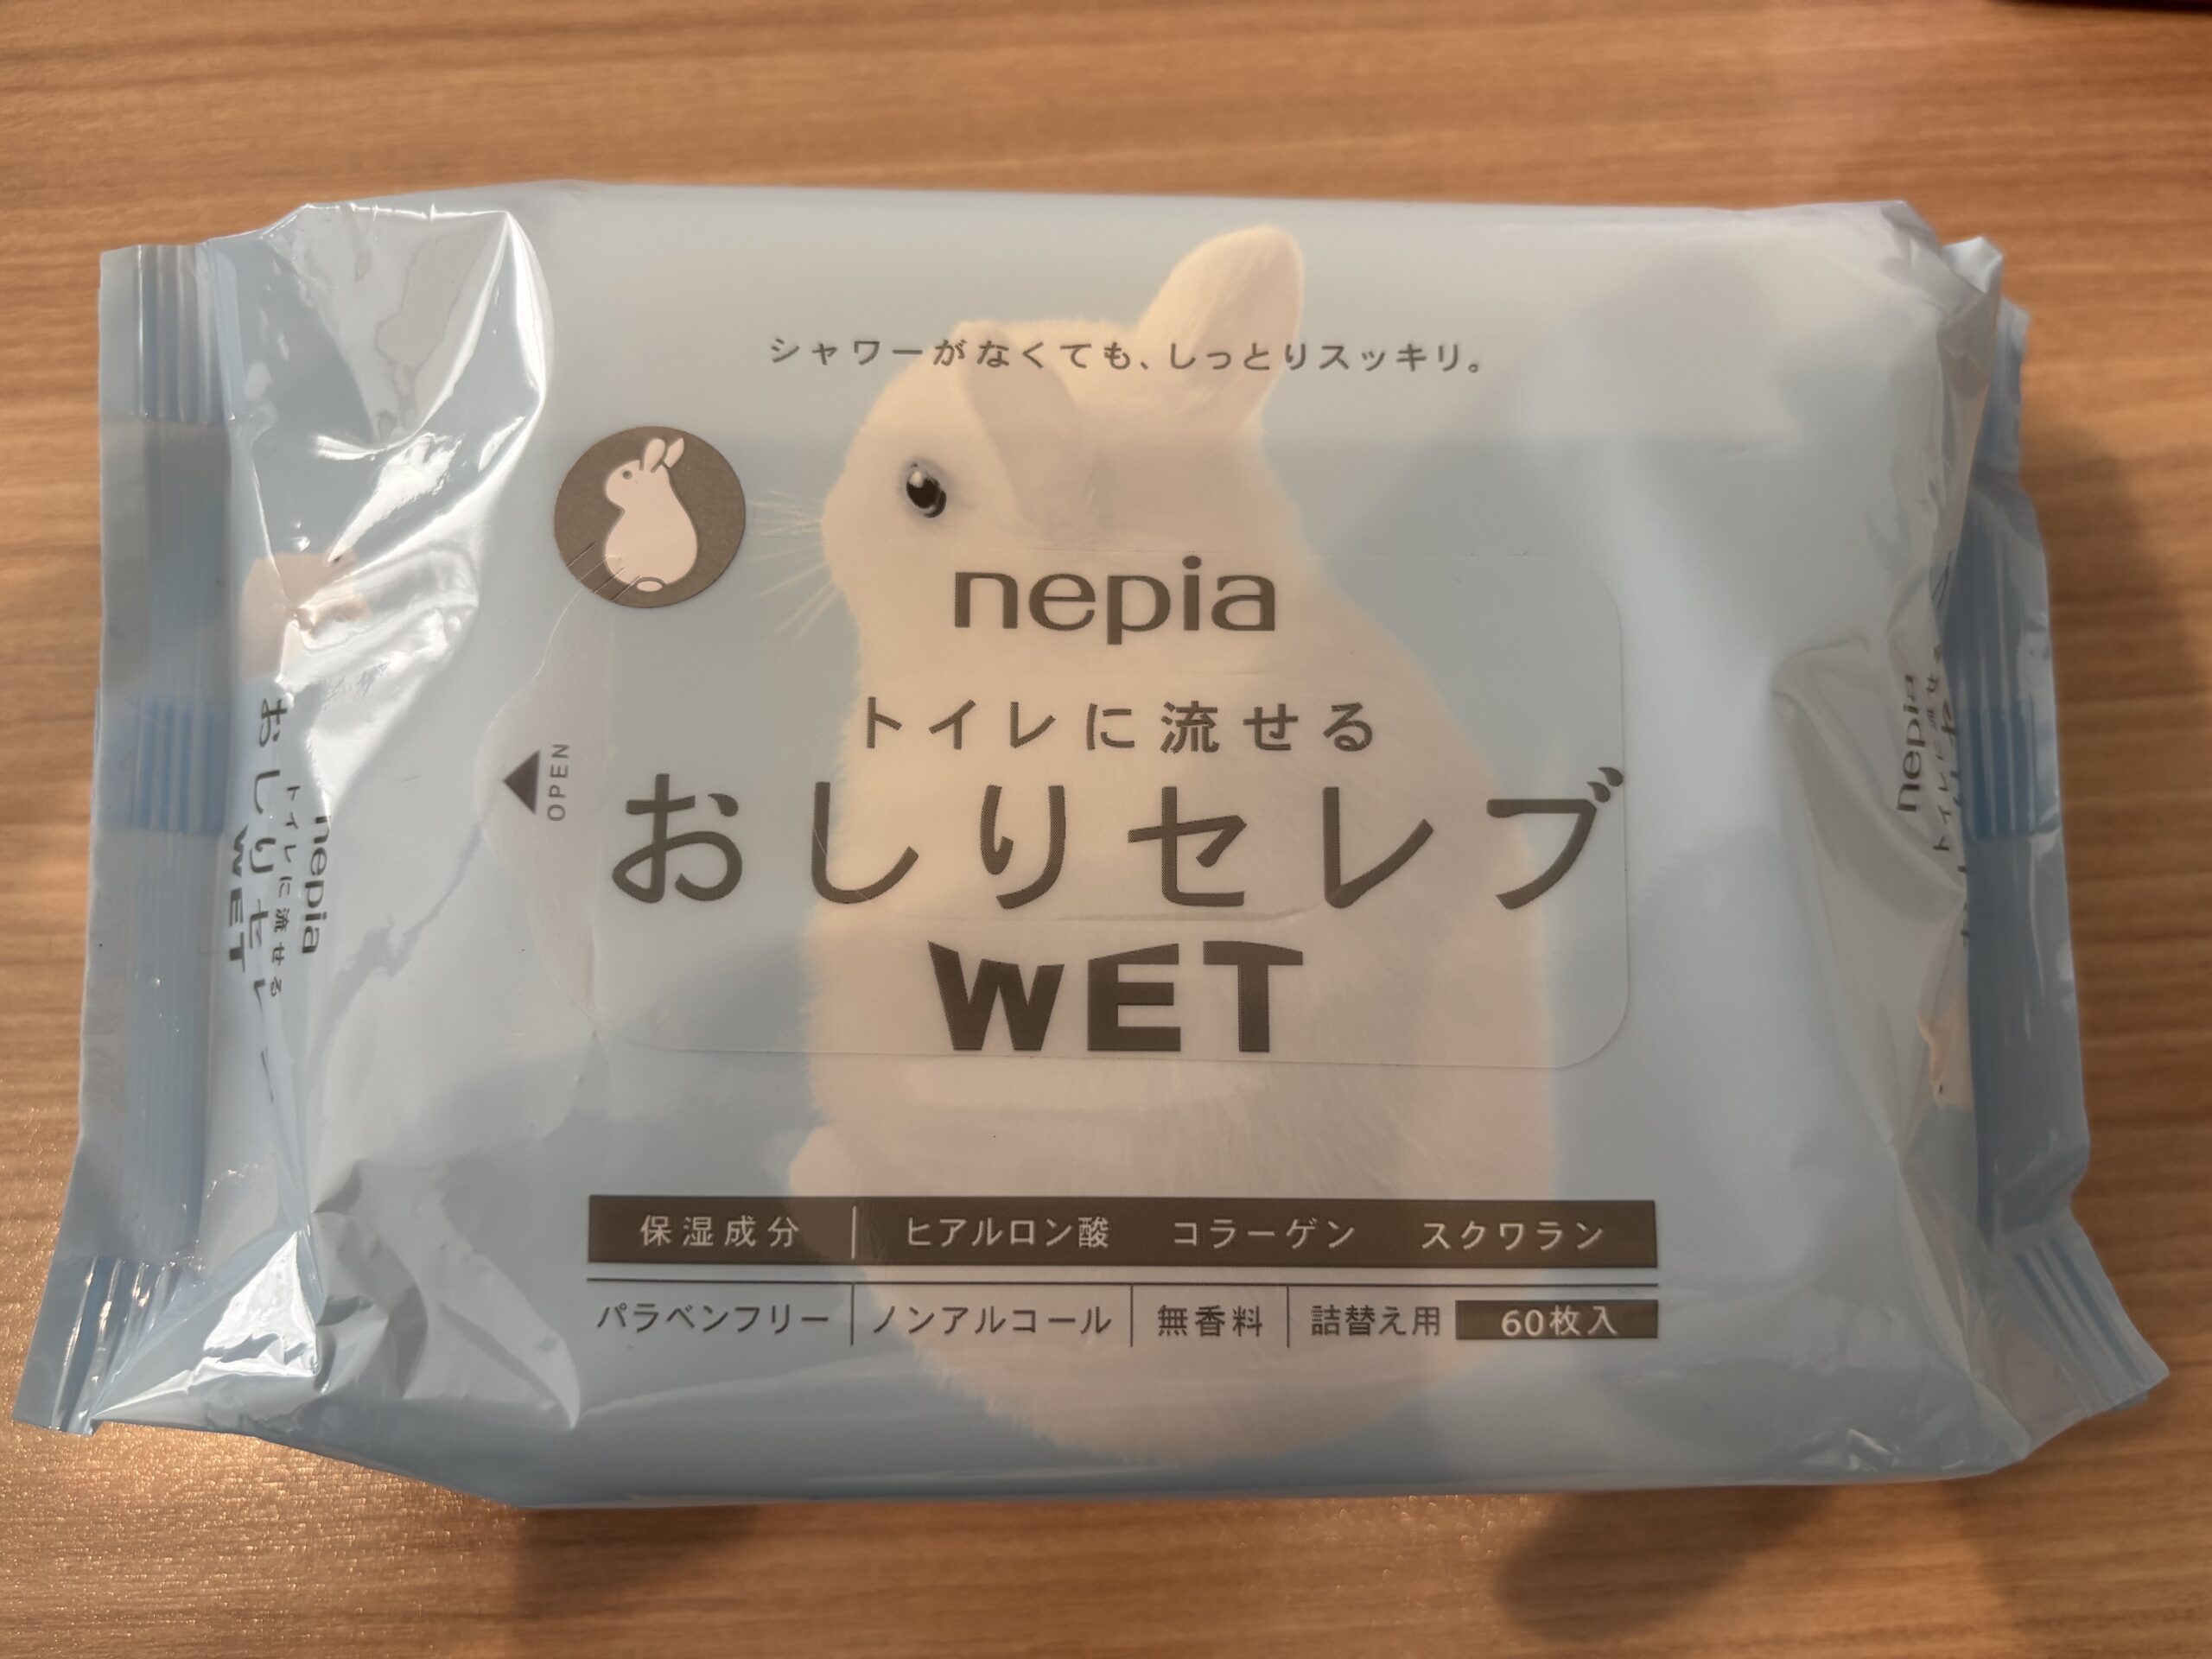 シャワーがなくても、しっとりスッキリ。
nepia
トイレに流せる
おしりセレブ
WET
OPEN
保湿成分 ヒアルロン酸 コラーゲン スクワラン
パラベンフリー ノンアルコール 無香料 詰替え用 60枚入
nepia
トイレに流せる
おしりセレ
WET
nepia